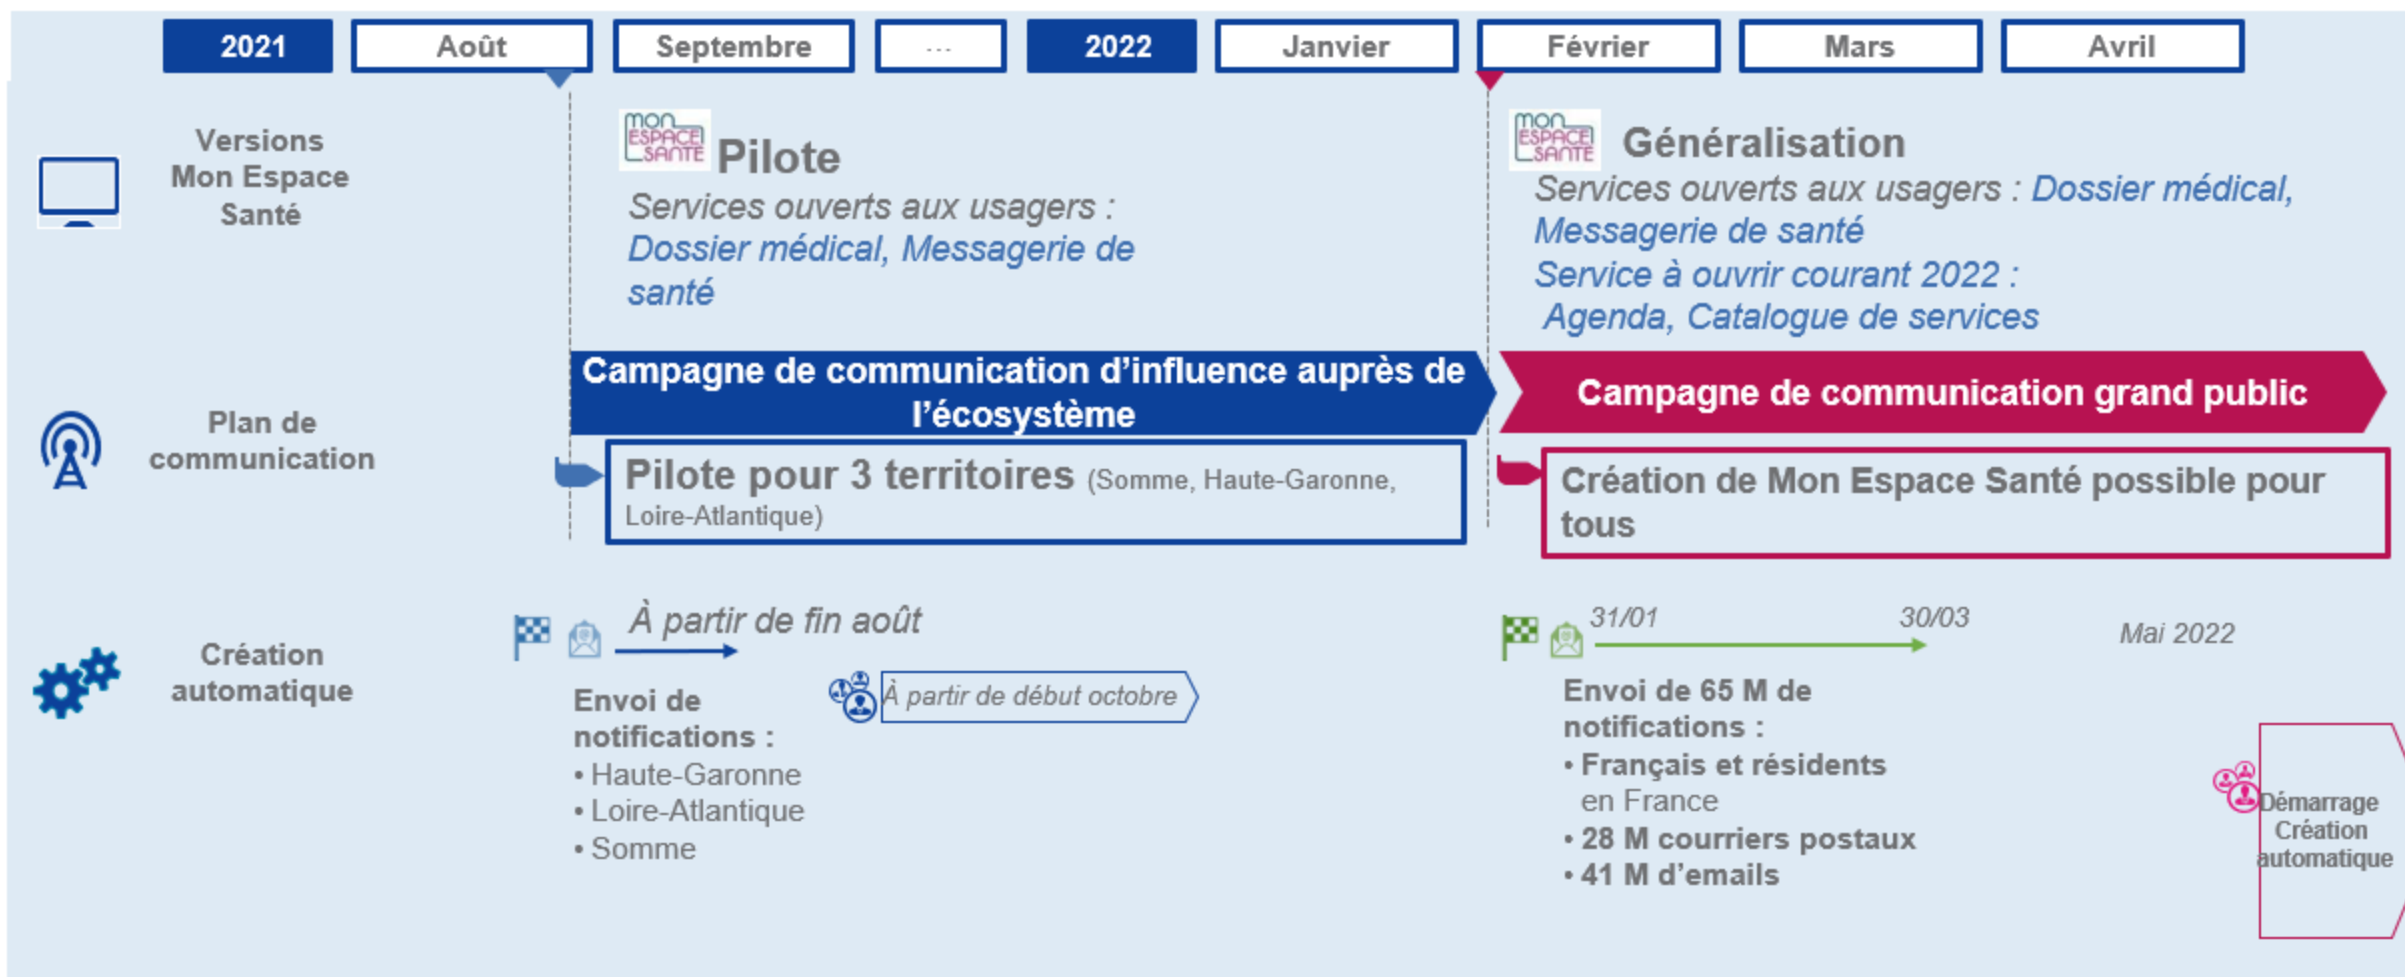 2021
Août
Septembre
...
2022
Janvier
Février
Mars
Avril
Versions
Mon Espace
Santé
mon
ESPACE
SANTÉ
Pilote
Services ouverts aux usagers :
Dossier médical, Messagerie de
santé
mon
ESPACE
SANTÉ
Généralisation
Services ouverts aux usagers : Dossier médical,
Messagerie de santé
Service à ouvrir courant 2022 :
Agenda, Catalogue de services
Plan de
communication
Campagne de communication d'influence auprès de
l'écosystème
Campagne de communication grand public
Pilote pour 3 territoires (Somme, Haute-Garonne,
Loire-Atlantique)
Création de Mon Espace Santé possible pour
tous
Création
automatique
À partir de fin août
Envoi de
notifications :
• Haute-Garonne
• Loire-Atlantique
• Somme
À partir de début octobre
31/01
30/03
Mai 2022
Envoi de 65 M de
notifications :
• Français et résidents
en France
• 28 M courriers postaux
• 41 M d'emails
Démarrage
Création
automatique